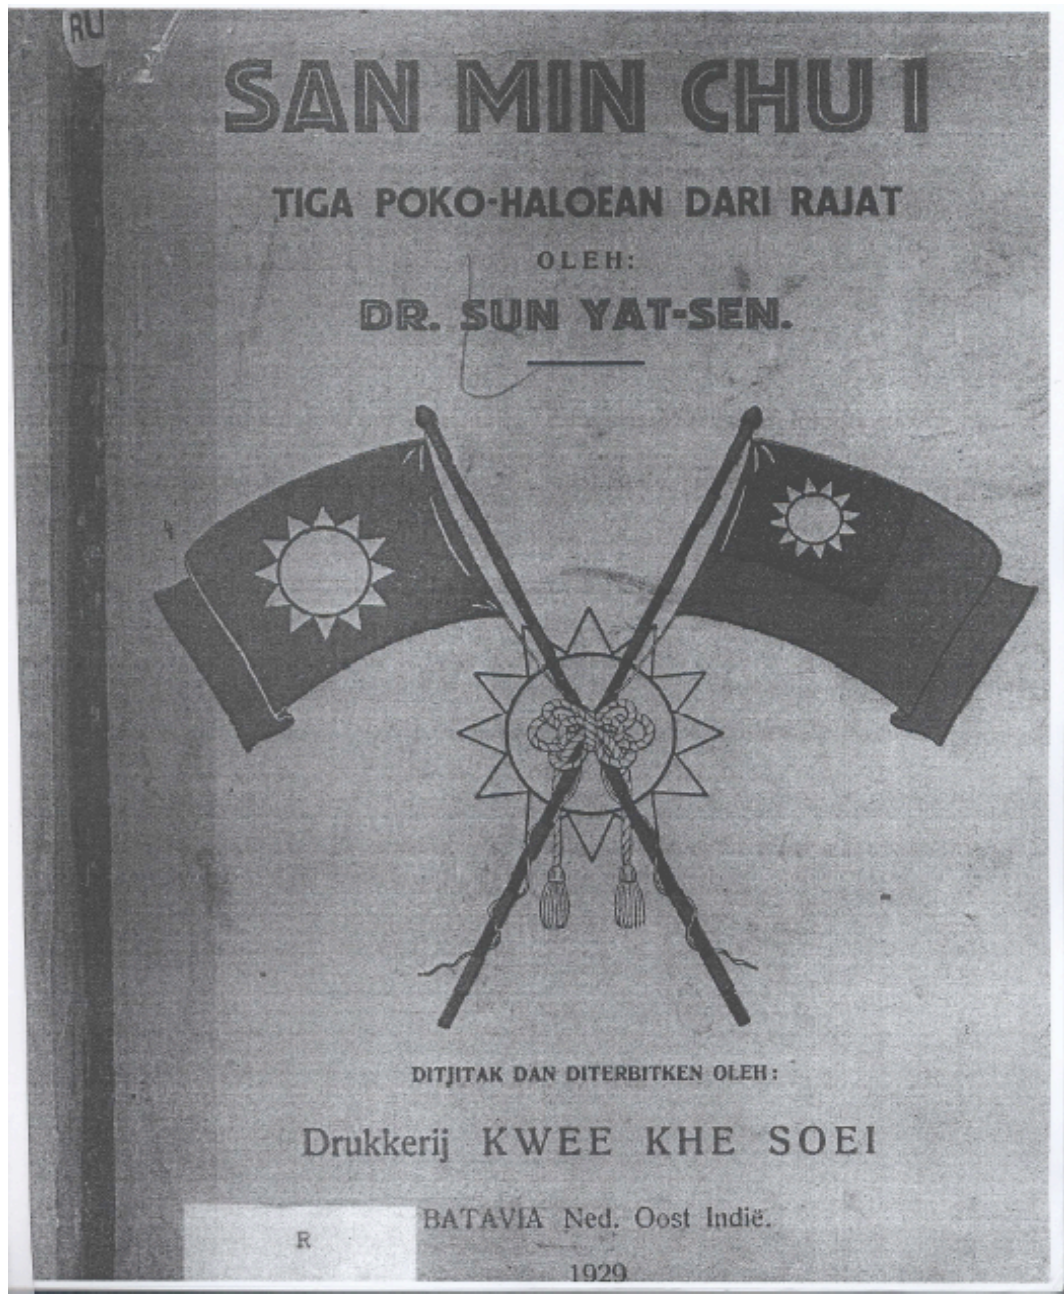 RU
SAN MIN CHU I
TIGA POKO-HALOEAN DARI RAJAT
OLEH:
DR. SUN YAT-SEN.
DITJITAK DAN DITERBITKEN OLEH:
Drukkerij KWEE KHE SOEI
BATAVIA Ned. Oost Indië.
R
1929